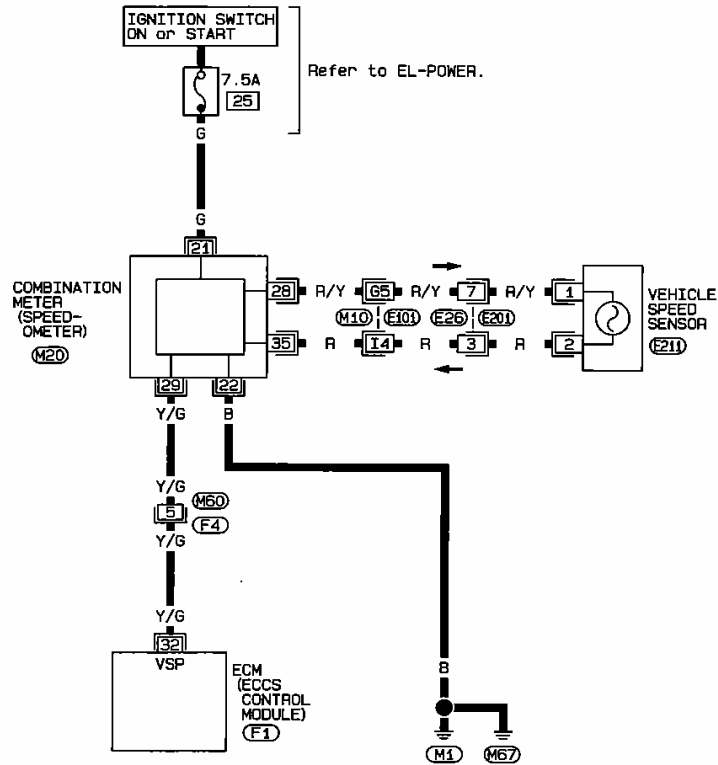 IGNITION SWITCH
ON or START
Refer to EL-POWER.
7.5A
25
G
G
21
COMBINATION
METER
(SPEED-
OMETER)
M20
28 R/Y G5 R/Y 7 R/Y 1
M10 E101 E26 E201
35 R I4 R 3 R 2
VEHICLE
SPEED
SENSOR
E211
29 22
Y/G B
Y/G
5
M60
F4
Y/G
Y/G
32
VSP
ECM
(ECCS
CONTROL
MODULE)
F1
B
M1 M67